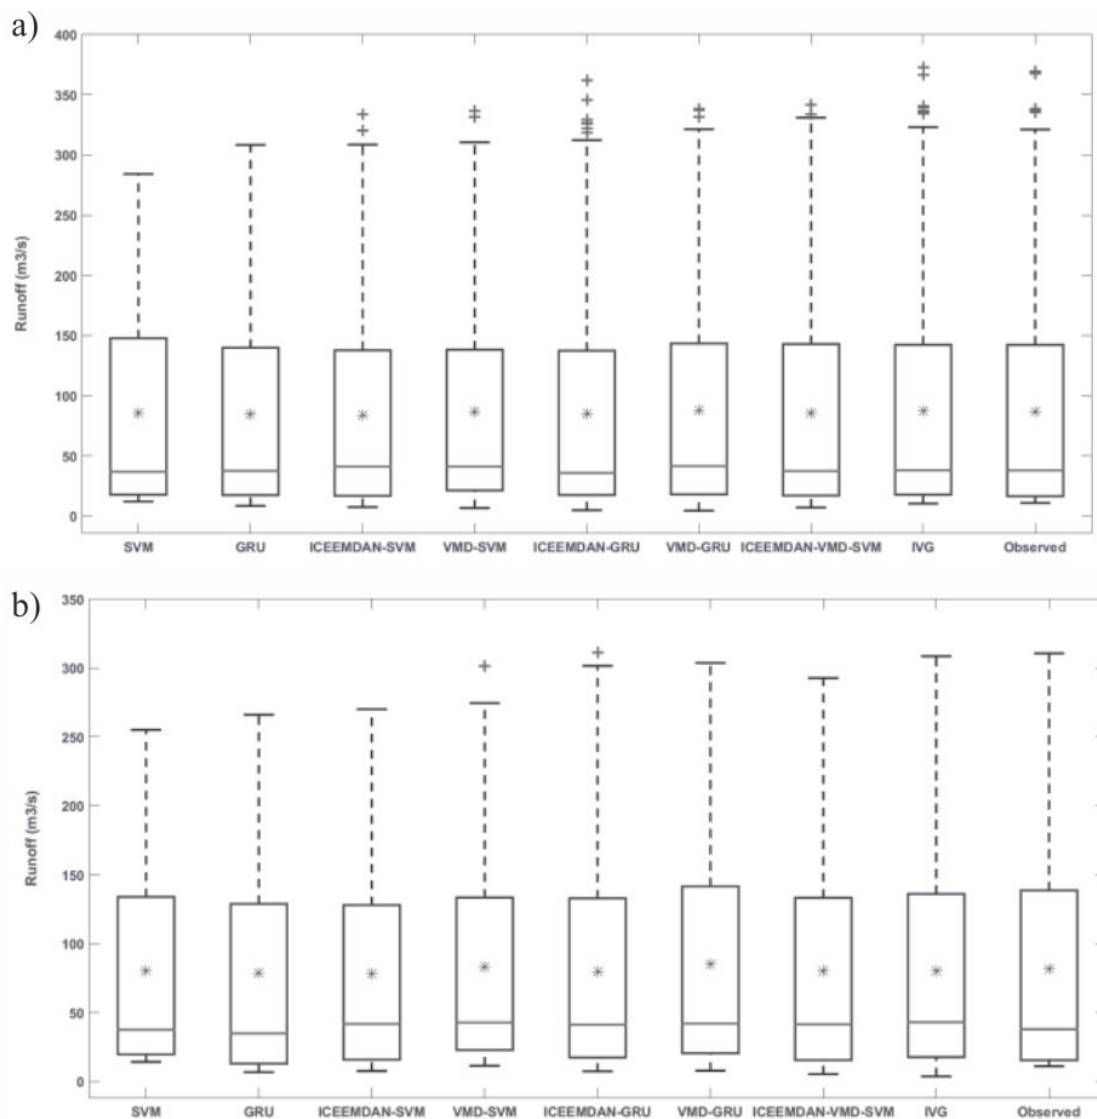 a)
400
350
300
250
200
150
100
50
0
Runoff (m3/s)
SVM GRU ICEEMDAN-SVM VMD-SVM ICEEMDAN-GRU VMD-GRU ICEEMDAN-VMD-SVM IVG Observed
b)
350
300
250
200
150
100
50
0
Runoff (m3/s)
SVM GRU ICEEMDAN-SVM VMD-SVM ICEEMDAN-GRU VMD-GRU ICEEMDAN-VMD-SVM IVG Observed